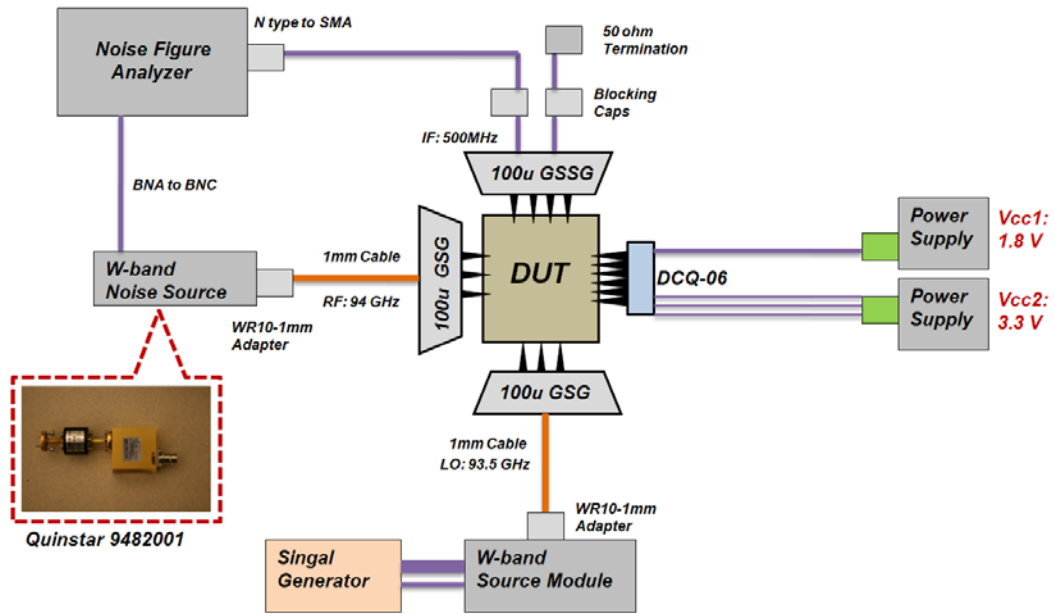 N type to SMA
Noise Figure
Analyzer
50 ohm
Termination
Blocking
Caps
IF: 500MHz
100u GSSG
BNA to BNC
W-band
Noise Source
1mm Cable
RF: 94 GHz
WR10-1mm
Adapter
100u GSG
DUT
DCQ-06
Power
Supply
Vcc1:
1.8 V
Power
Supply
Vcc2:
3.3 V
100u GSG
1mm Cable
LO: 93.5 GHz
WR10-1mm
Adapter
Quinstar 9482001
Singal
Generator
W-band
Source Module